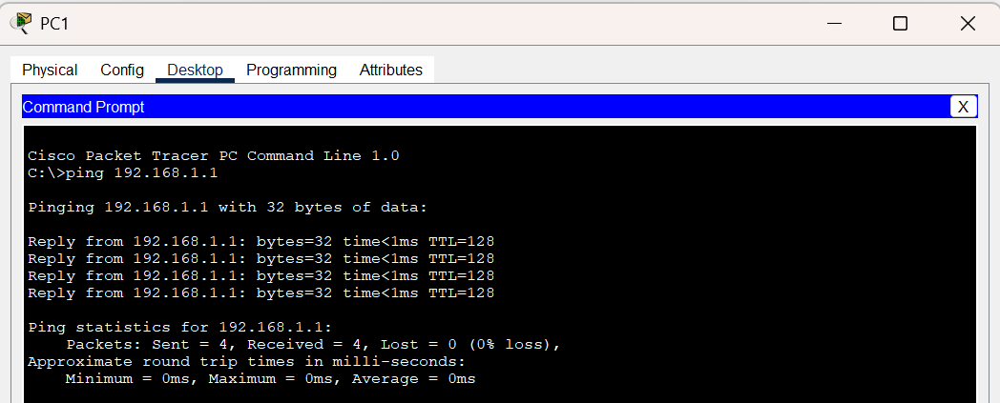 PC1
Physical Config Desktop Programming Attributes
Command Prompt X
Cisco Packet Tracer PC Command Line 1.0
C:\>ping 192.168.1.1
Pinging 192.168.1.1 with 32 bytes of data:
Reply from 192.168.1.1: bytes=32 time<1ms TTL=128
Reply from 192.168.1.1: bytes=32 time<1ms TTL=128
Reply from 192.168.1.1: bytes=32 time<1ms TTL=128
Reply from 192.168.1.1: bytes=32 time<1ms TTL=128
Ping statistics for 192.168.1.1:
Packets: Sent = 4, Received = 4, Lost = 0 (0% loss),
Approximate round trip times in milli-seconds:
Minimum = 0ms, Maximum = 0ms, Average = 0ms